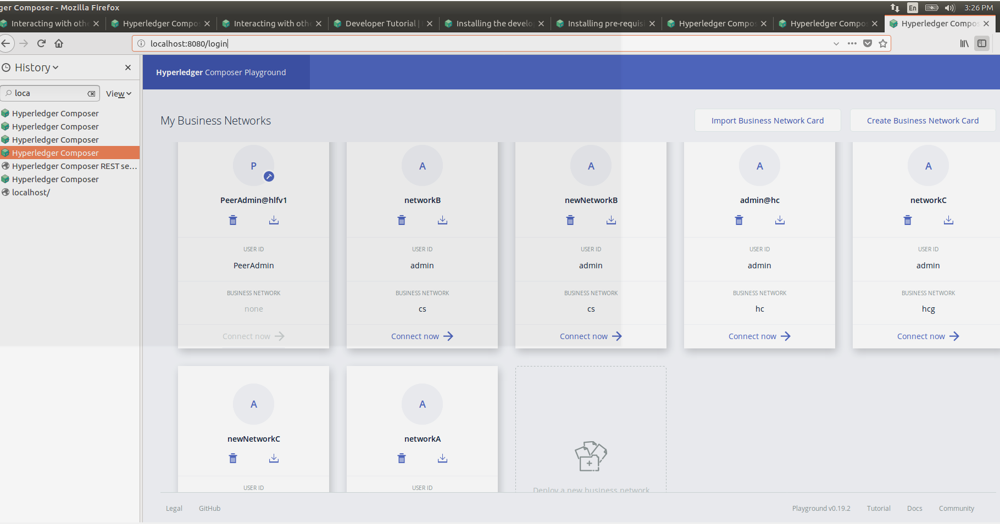 ger Composer - Mozilla Firefox
En
3:26 PM
Interacting with oth
Hyperledger Compo
Interacting with oth
Developer Tutorial |
Installing the develo
Installing pre-requis
Hyperledger Compos
Hyperledger Compo
Hyperledger Compos
localhost:8080/login
History
loca
View
Hyperledger Composer
Hyperledger Composer
Hyperledger Composer
Hyperledger Composer
Hyperledger Composer REST se...
Hyperledger Composer
localhost/
Hyperledger Composer Playground
My Business Networks
Import Business Network Card
Create Business Network Card
P
A
A
A
A
PeerAdmin@hlfv1
networkB
newNetworkB
admin@hc
networkC
USER ID
USER ID
USER ID
USER ID
USER ID
PeerAdmin
admin
admin
admin
admin
BUSINESS NETWORK
BUSINESS NETWORK
BUSINESS NETWORK
BUSINESS NETWORK
BUSINESS NETWORK
none
cs
cs
hc
hcg
Connect now
Connect now
Connect now
Connect now
Connect now
A
A
newNetworkC
networkA
USER ID
USER ID
Deploy a new business network
Legal
GitHub
Playground v0.19.2
Tutorial
Docs
Community